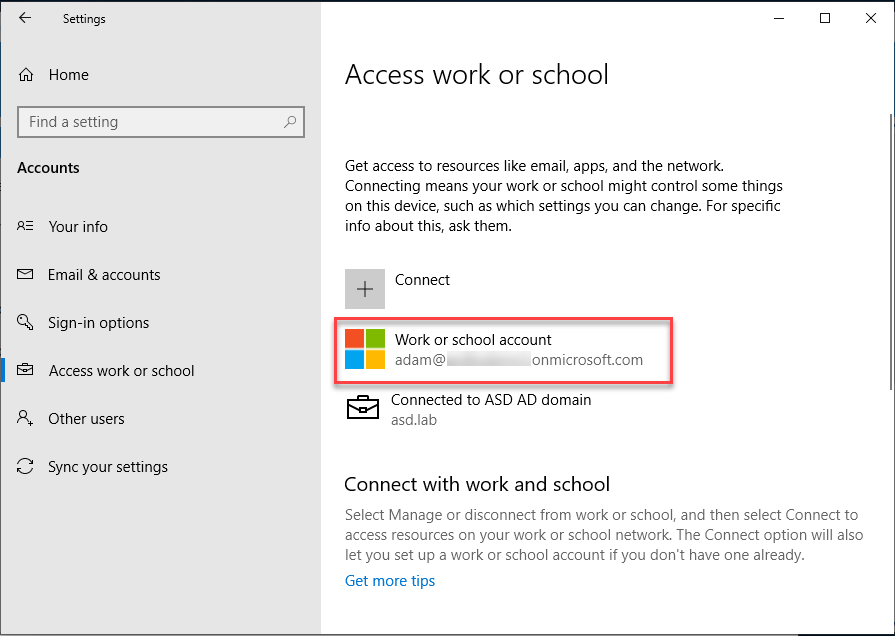 Settings
Home
Find a setting
Accounts
Your info
Email & accounts
Sign-in options
Access work or school
Other users
Sync your settings
Access work or school
Get access to resources like email, apps, and the network.
Connecting means your work or school might control some things
on this device, such as which settings you can change. For specific
info about this, ask them.
Connect
Work or school account
adam@ onmicrosoft.com
Connected to ASD AD domain
asd.lab
Connect with work and school
Select Manage or disconnect from work or school, and then select Connect to
access resources on your work or school network. The Connect option will also
let you set up a work or school account if you don't have one already.
Get more tips